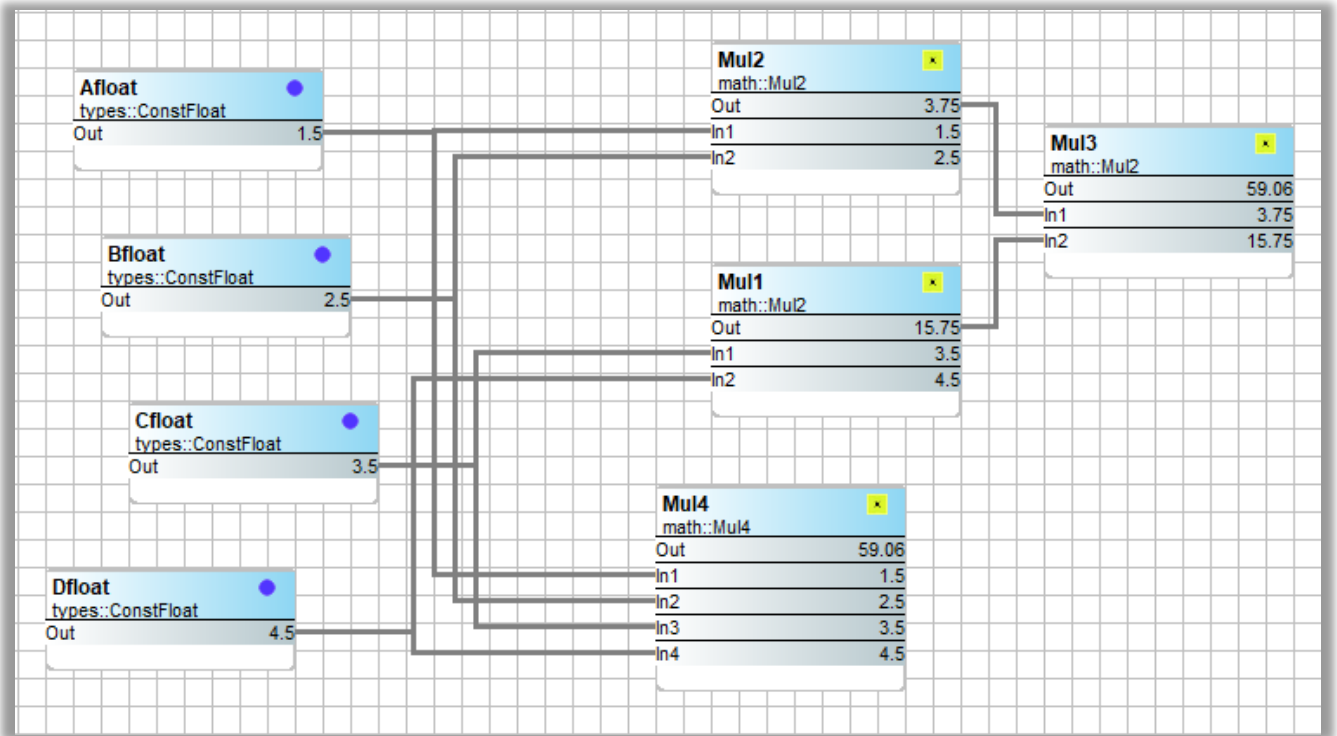 Afloat
types::ConstFloat
Out 1.5
Bfloat
types::ConstFloat
Out 2.5
Cfloat
types::ConstFloat
Out 3.5
Dfloat
types::ConstFloat
Out 4.5
Mul2
math::Mul2
Out 3.75
In1 1.5
In2 2.5
Mul1
math::Mul2
Out 15.75
In1 3.5
In2 4.5
Mul4
math::Mul4
Out 59.06
In1 1.5
In2 2.5
In3 3.5
In4 4.5
Mul3
math::Mul2
Out 59.06
In1 3.75
In2 15.75